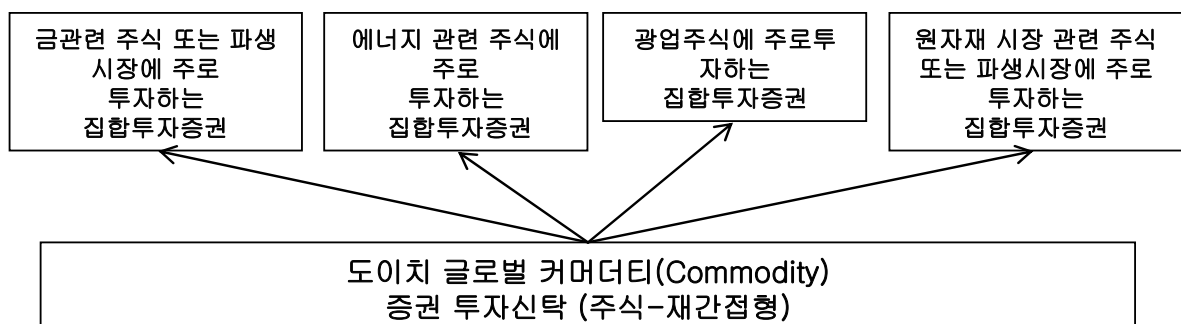 금관련 주식 또는 파생
시장에 주로
투자하는
집합투자증권
에너지 관련 주식에
주로
투자하는
집합투자증권
광업주식에 주로투
자하는
집합투자증권
원자재 시장 관련 주식
또는 파생시장에 주로
투자하는
집합투자증권
도이치 글로벌 커머더티(Commodity)
증권 투자신탁 (주식-재간접형)